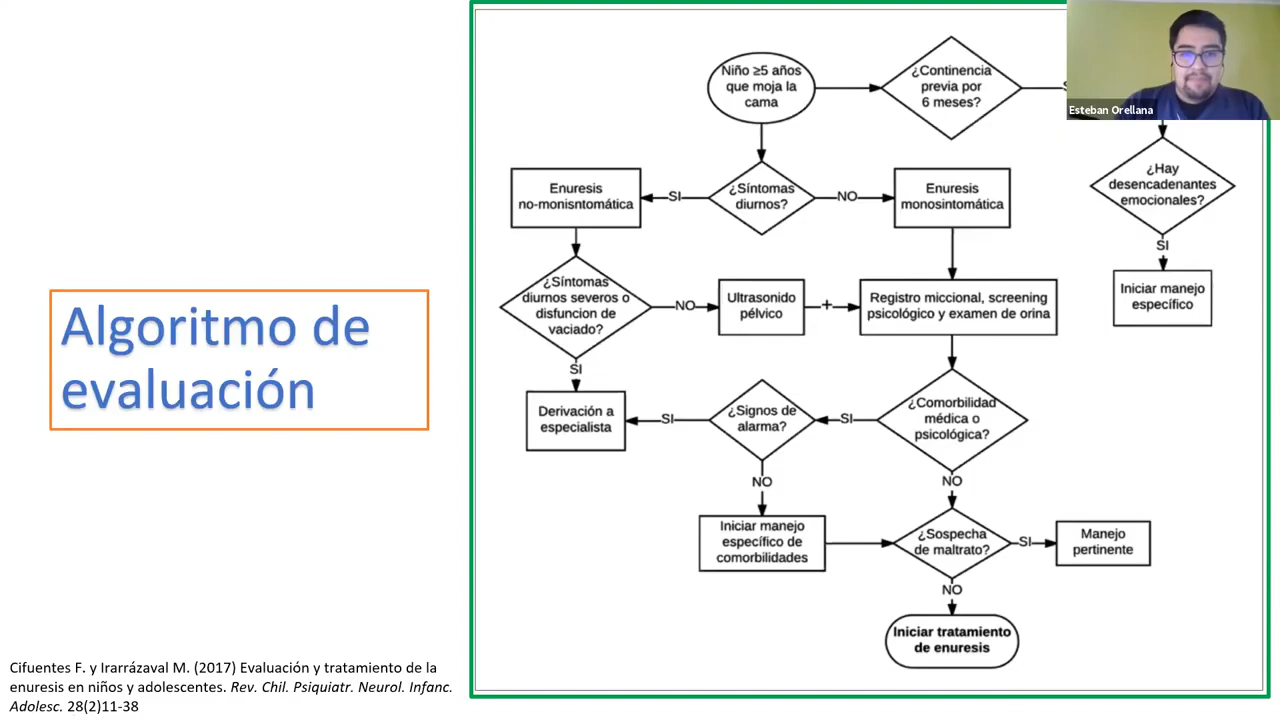 Algoritmo de
evaluación
Niño ≥5 años
que moja la
cama
¿Continencia
previa por
6 meses?
Esteban Orellana
¿Hay
desencadenantes
emocionales?
SI
Iniciar manejo
específico
¿Síntomas
diurnos?
SI
NO
Enuresis
no-monisntomática
Enuresis
monosintomática
¿Síntomas
diurnos severos o
disfuncion de
vaciado?
NO
Ultrasonido
pélvico
+
Registro miccional, screening
psicológico y examen de orina
SI
Derivación a
especialista
SI
¿Signos de
alarma?
SI
¿Comorbilidad
médica o
psicológica?
NO
NO
Iniciar manejo
específico de
comorbilidades
¿Sospecha
de maltrato?
SI
Manejo
pertinente
NO
Iniciar tratamiento
de enuresis
Cifuentes F. y Irarrázaval M. (2017) Evaluación y tratamiento de la
enuresis en niños y adolescentes. Rev. Chil. Psiquiatr. Neurol. Infanc.
Adolesc. 28(2)11-38